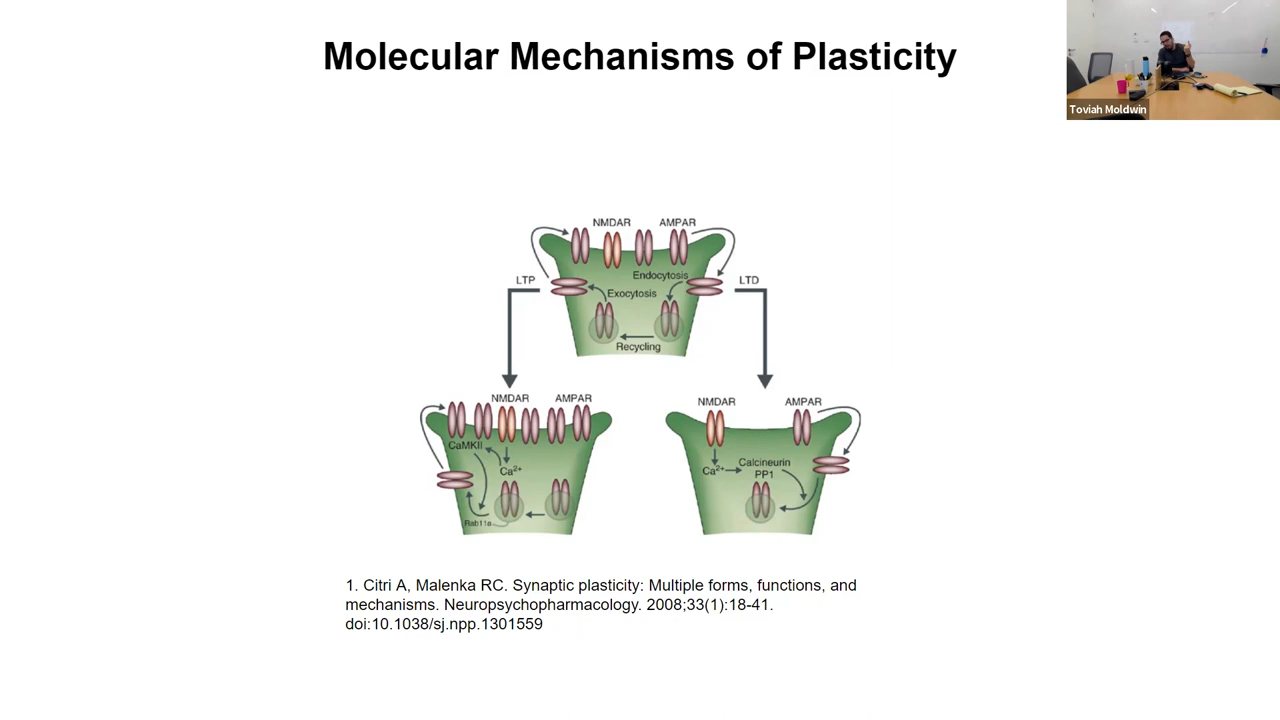 Molecular Mechanisms of Plasticity
Toviah Moldwin
NMDAR AMPAR
Endocytosis
LTP LTD
Exocytosis
Recycling
NMDAR AMPAR
CaMKII
Ca2+
Rab11a
NMDAR AMPAR
Calcineurin
Ca2+ PP1
1. Citri A, Malenka RC. Synaptic plasticity: Multiple forms, functions, and
mechanisms. Neuropsychopharmacology. 2008;33(1):18-41.
doi:10.1038/sj.npp.1301559